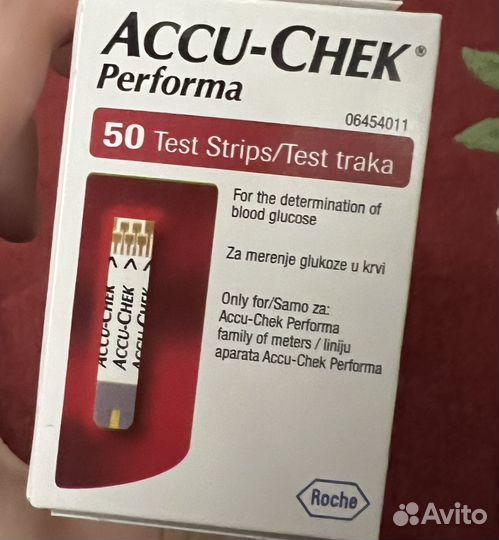 ACCU-CHEK®
Performa
06454011
50 Test Strips/Test traka
For the determination of
blood glucose
Za merenje glukoze u krvi
Only for/Samo za:
Accu-Chek Performa
family of meters / liniju
aparata Accu-Chek Performa
ACCU-CHEK
ACCU-CHEK
ACCU-CHEK
Roche
Avito